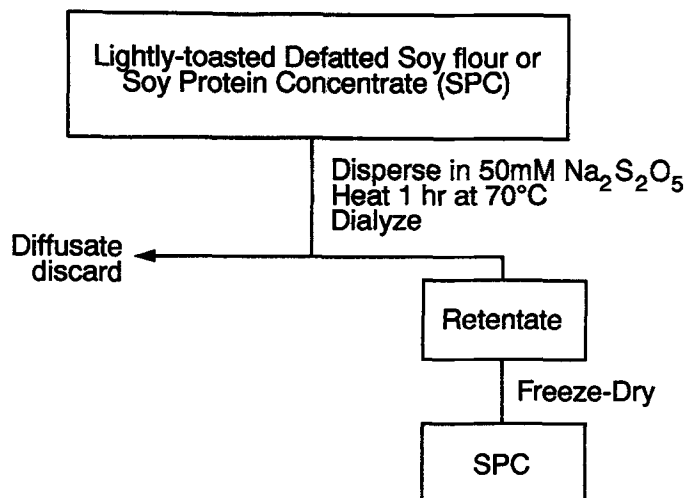 Lightly-toasted Defatted Soy flour or
Soy Protein Concentrate (SPC)
Disperse in 50mM Na₂S₂O₅
Heat 1 hr at 70°C
Dialyze
Diffusate
discard
Retentate
Freeze-Dry
SPC